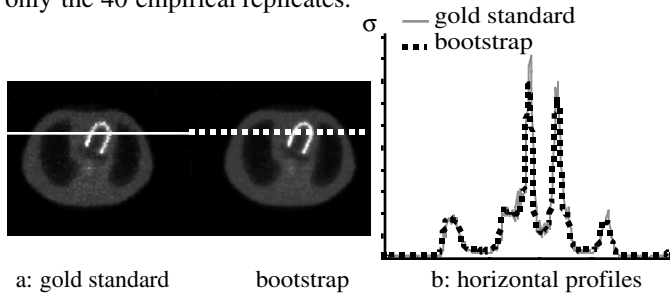 only the 40 empirical replicates.
σ
gold standard
bootstrap
a: gold standard
bootstrap
b: horizontal profiles